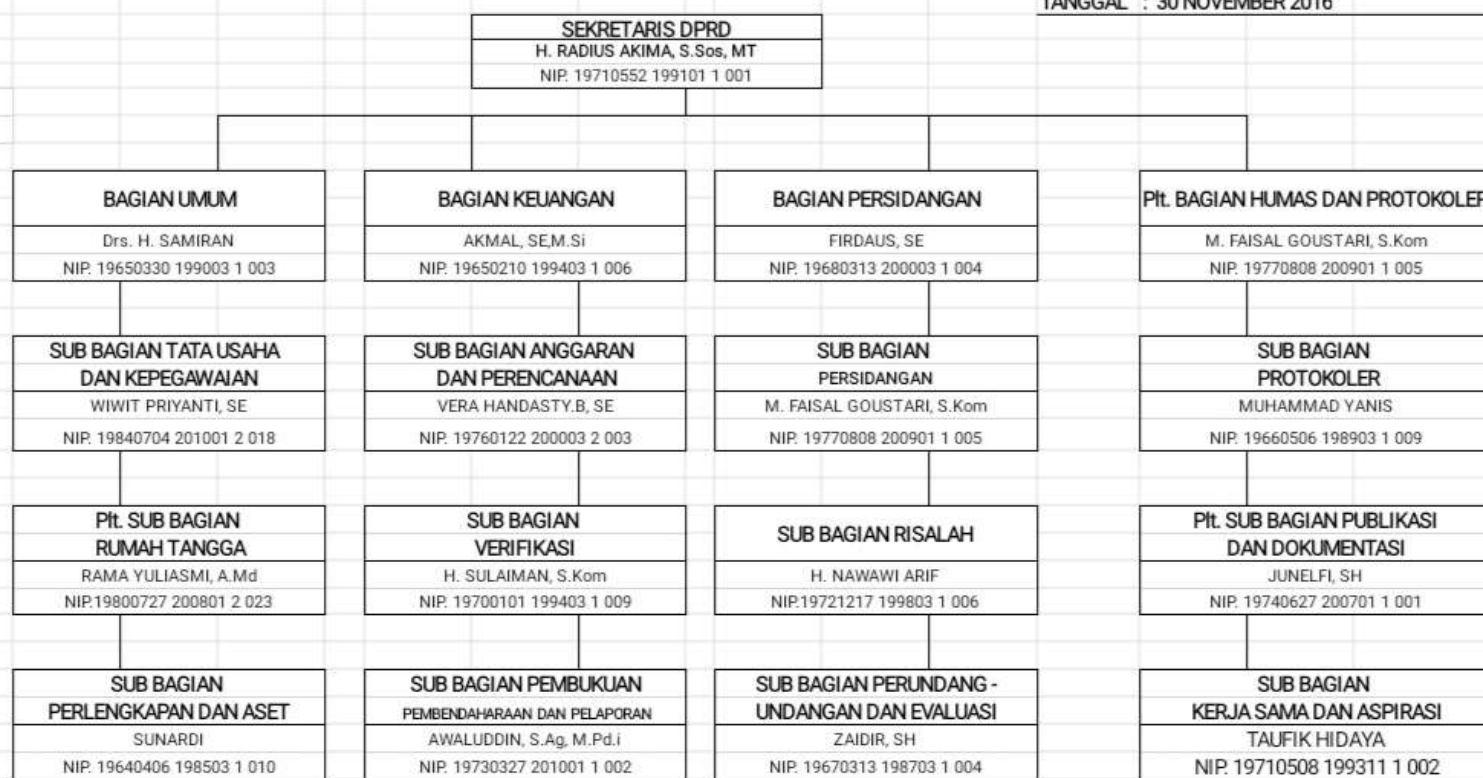 TANGGAL : 30 NOVEMBER 2016
SEKRETARIS DPRD
H. RADIUS AKIMA, S.Sos, MT
NIP. 19710552 199101 1 001
BAGIAN UMUM
Drs. H. SAMIRAN
NIP. 19650330 199003 1 003
BAGIAN KEUANGAN
AKMAL, SE,M.Si
NIP. 19650210 199403 1 006
BAGIAN PERSIDANGAN
FIRDAUS, SE
NIP. 19680313 200003 1 004
Plt. BAGIAN HUMAS DAN PROTOKOLER
M. FAISAL GOUSTARI, S.Kom
NIP. 19770808 200901 1 005
SUB BAGIAN TATA USAHA
DAN KEPEGAWAIAN
WIWIT PRIYANTI, SE
NIP. 19840704 201001 2 018
SUB BAGIAN ANGGARAN
DAN PERENCANAAN
VERA HANDASTY.B, SE
NIP. 19760122 200003 2 003
SUB BAGIAN
PERSIDANGAN
M. FAISAL GOUSTARI, S.Kom
NIP. 19770808 200901 1 005
SUB BAGIAN
PROTOKOLER
MUHAMMAD YANIS
NIP. 19660506 198903 1 009
Plt. SUB BAGIAN
RUMAH TANGGA
RAMA YULIASMI, A.Md
NIP.19800727 200801 2 023
SUB BAGIAN
VERIFIKASI
H. SULAIMAN, S.Kom
NIP. 19700101 199403 1 009
SUB BAGIAN RISALAH
H. NAWAWI ARIF
NIP.19721217 199803 1 006
Plt. SUB BAGIAN PUBLIKASI
DAN DOKUMENTASI
JUNELFI, SH
NIP. 19740627 200701 1 001
SUB BAGIAN
PERLENGKAPAN DAN ASET
SUNARDI
NIP. 19640406 198503 1 010
SUB BAGIAN PEMBUKUAN
PEMBENDAHARAAN DAN PELAPORAN
AWALUDDIN, S.Ag, M.Pd.i
NIP. 19730327 201001 1 002
SUB BAGIAN PERUNDANG -
UNDANGAN DAN EVALUASI
ZAIDIR, SH
NIP. 19670313 198703 1 004
SUB BAGIAN
KERJA SAMA DAN ASPIRASI
TAUFIK HIDAYA
NIP. 19710508 199311 1 002